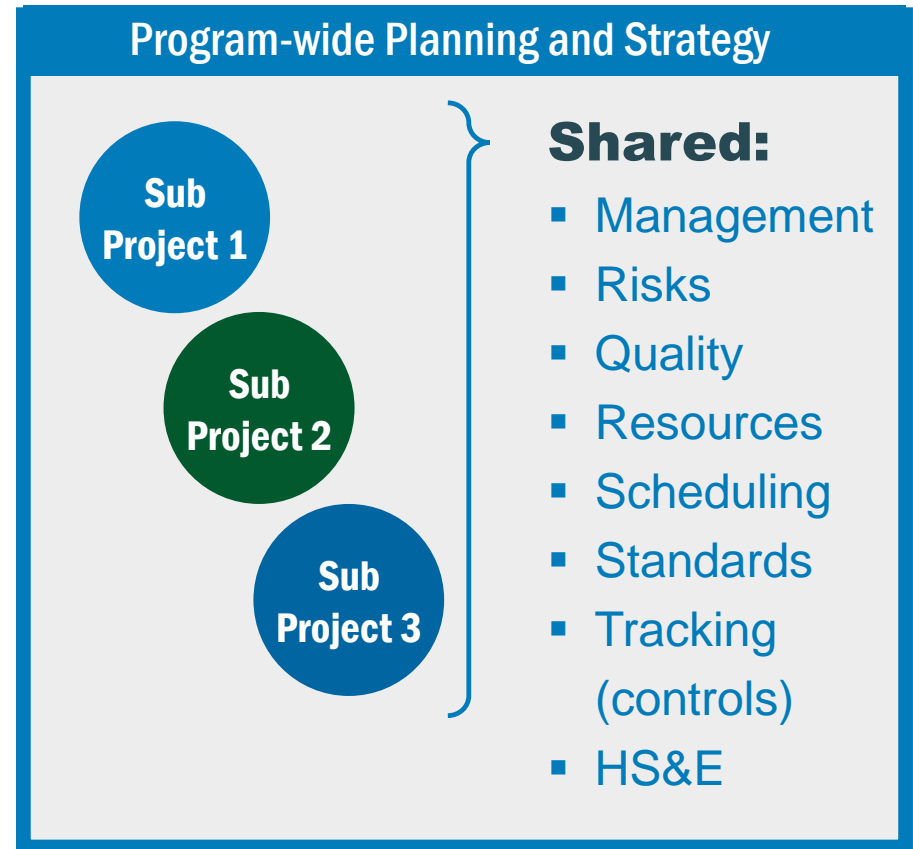 Program-wide Planning and Strategy
Sub
Project 1
Sub
Project 2
Sub
Project 3
Shared:
▪ Management
▪ Risks
▪ Quality
▪ Resources
▪ Scheduling
▪ Standards
▪ Tracking
(controls)
▪ HS&E